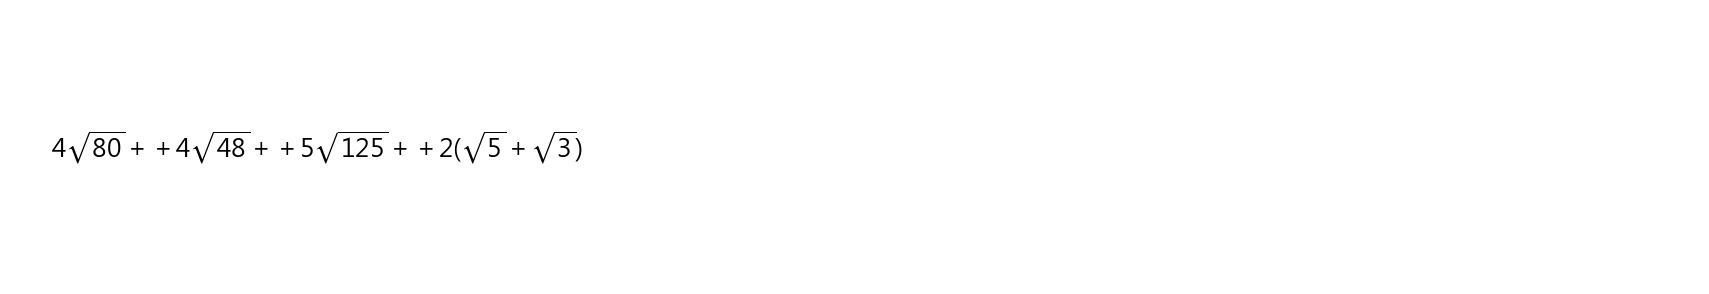 4√80 + + 4√48 + + 5√125 + + 2(√5 + √3)